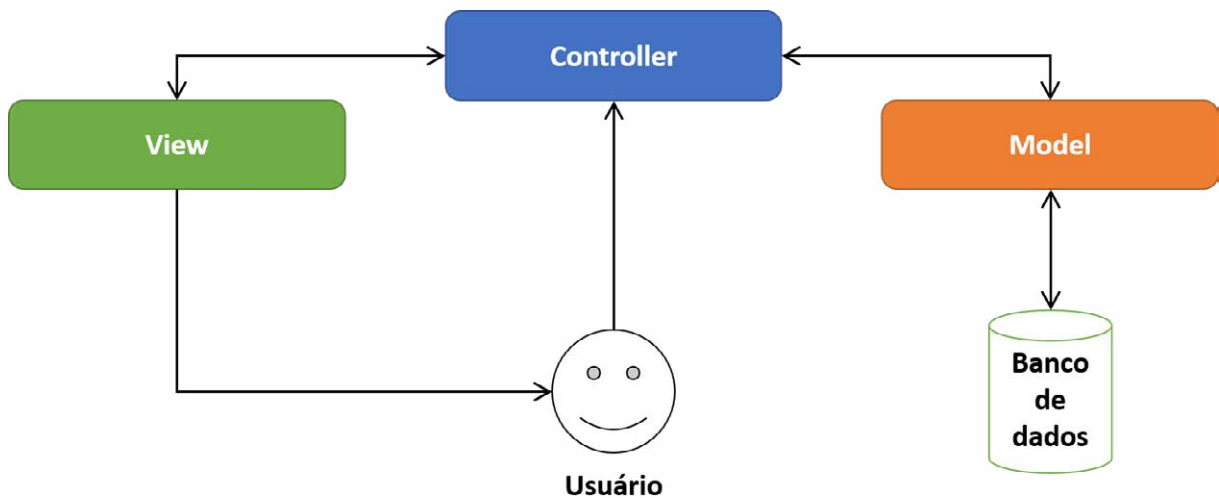 Controller
View
Model
Banco
de
dados
Usuário